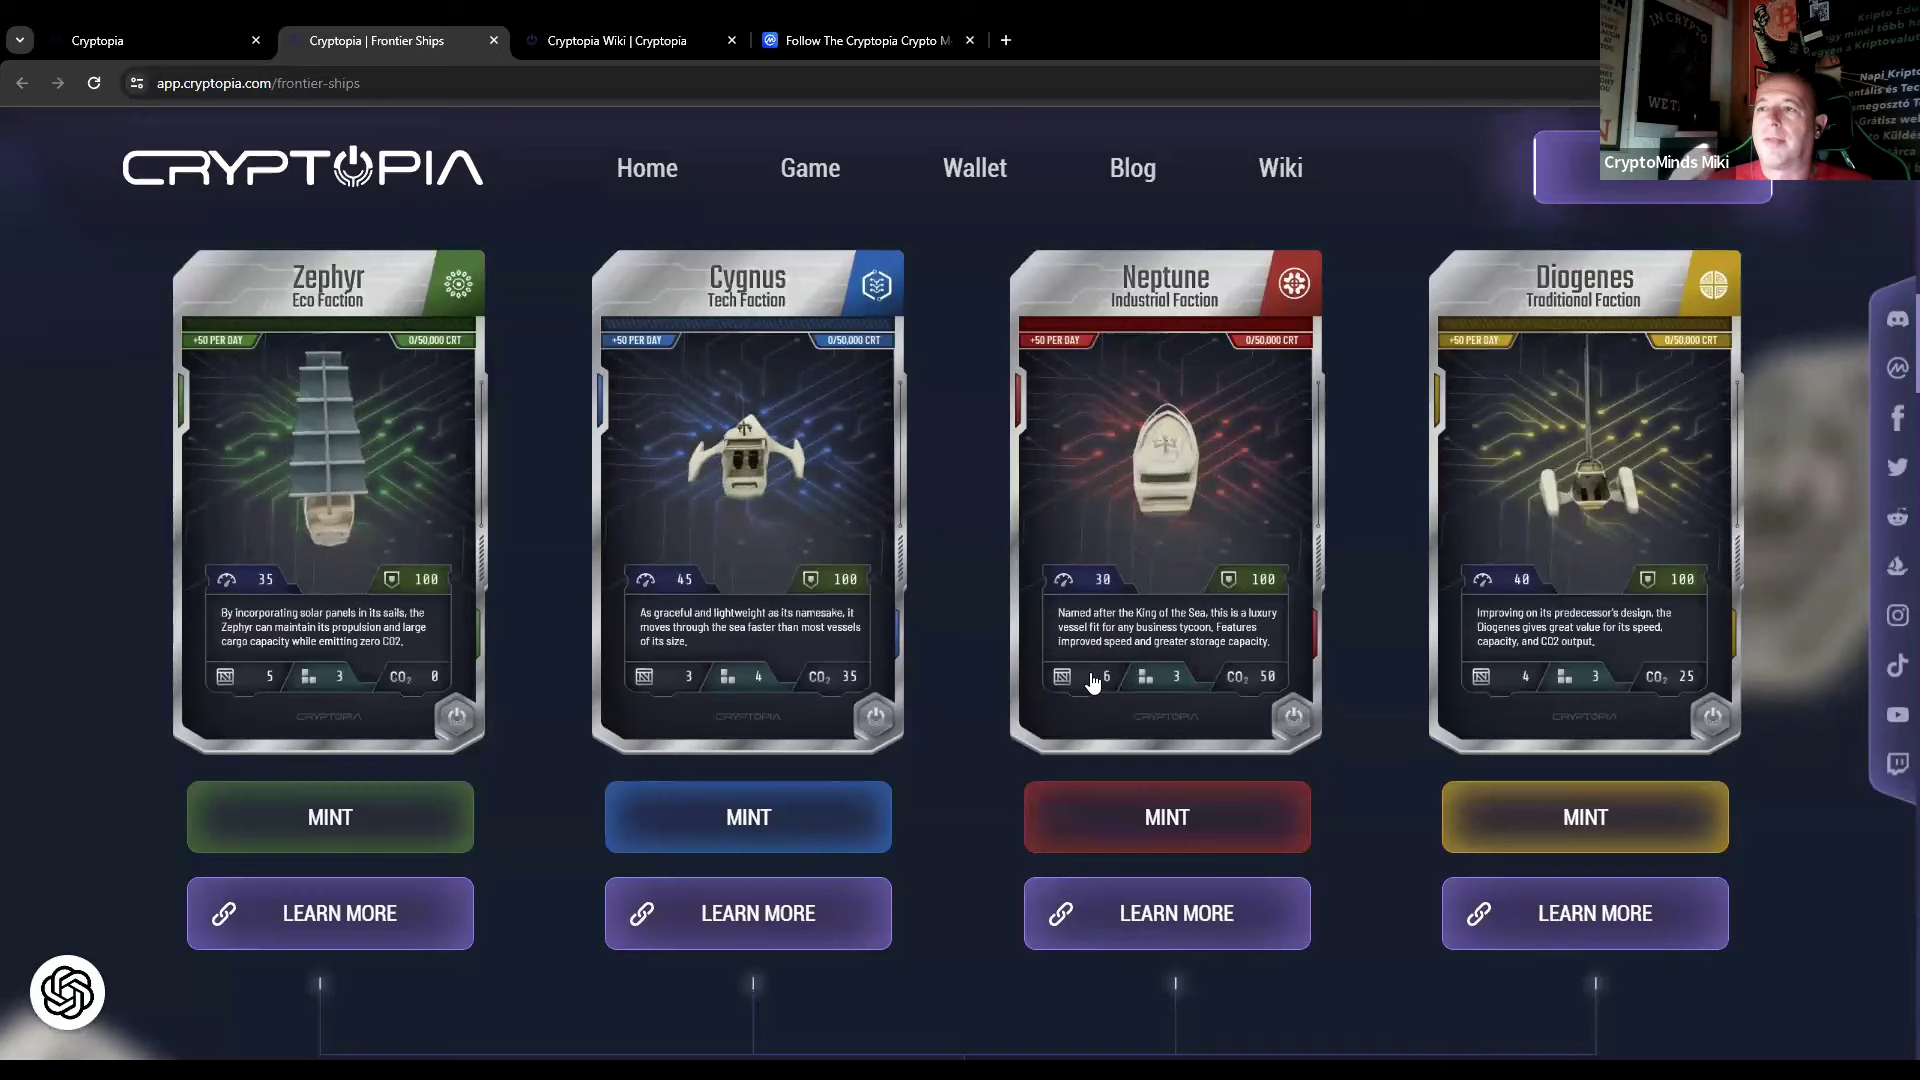 Cryptopia
Cryptopia | Frontier Ships
Cryptopia Wiki | Cryptopia
Follow The Cryptopia Crypto M
app.cryptopia.com/frontier-ships
IN CRYPTO
WE T
CryptoMinds Miki
CRYPTOPIA
Home
Game
Wallet
Blog
Wiki
Zephyr
Eco Faction
+50 PER DAY
0/50,000 CRT
35
100
By incorporating solar panels in its sails, the
Zephyr can maintain its propulsion and large
cargo capacity while emitting zero CO2.
5
3
CO₂ 0
CRYPTOPIA
MINT
LEARN MORE
Cygnus
Tech Faction
+50 PER DAY
0/50,000 CRT
45
100
As graceful and lightweight as its namesake, it
moves through the sea faster than most vessels
of its size.
3
4
CO₂ 35
CRYPTOPIA
MINT
LEARN MORE
Neptune
Industrial Faction
+50 PER DAY
0/50,000 CRT
30
100
Named after the King of the Sea, this is a luxury
vessel fit for any business tycoon. Features
improved speed and greater storage capacity.
6
3
CO₂ 50
CRYPTOPIA
MINT
LEARN MORE
Diogenes
Traditional Faction
+50 PER DAY
0/50,000 CRT
40
100
Improving on its predecessor's design, the
Diogenes gives great value for its speed,
capacity, and CO2 output.
4
3
CO₂ 25
CRYPTOPIA
MINT
LEARN MORE